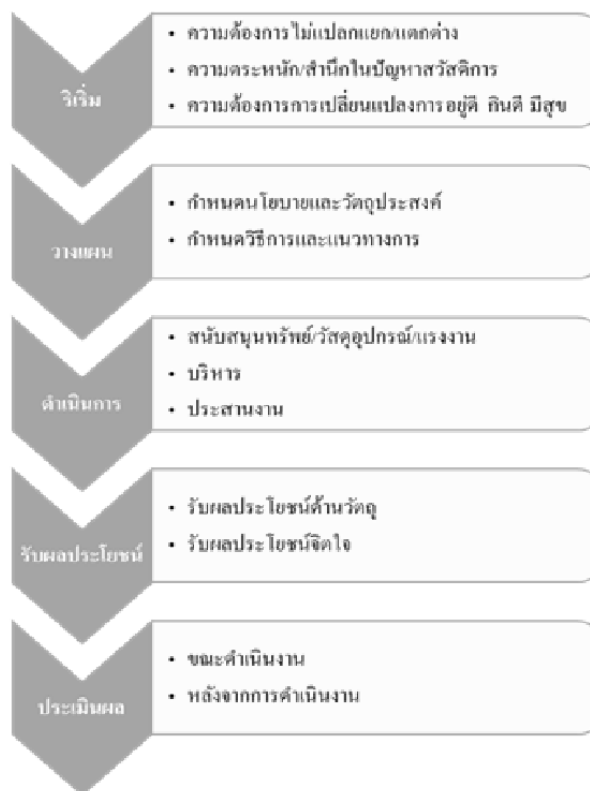 ริเริ่ม
• ความต้องการไม่แปลกแยก/แตกต่าง
• ความตระหนัก/สำนึกในปัญหาสวัสดิการ
• ความต้องการการเปลี่ยนแปลงการอยู่ดี กินดี มีสุข
วางแผน
• กำหนดนโยบายและวัตถุประสงค์
• กำหนดวิธีการและแนวทางการ
ดำเนินการ
• สนับสนุนทรัพย์/วัสดุอุปกรณ์/แรงงาน
• บริหาร
• ประสานงาน
รับผลประโยชน์
• รับผลประโยชน์ด้านวัตถุ
• รับผลประโยชน์จิตใจ
ประเมินผล
• ขณะดำเนินงาน
• หลังจากการดำเนินงาน